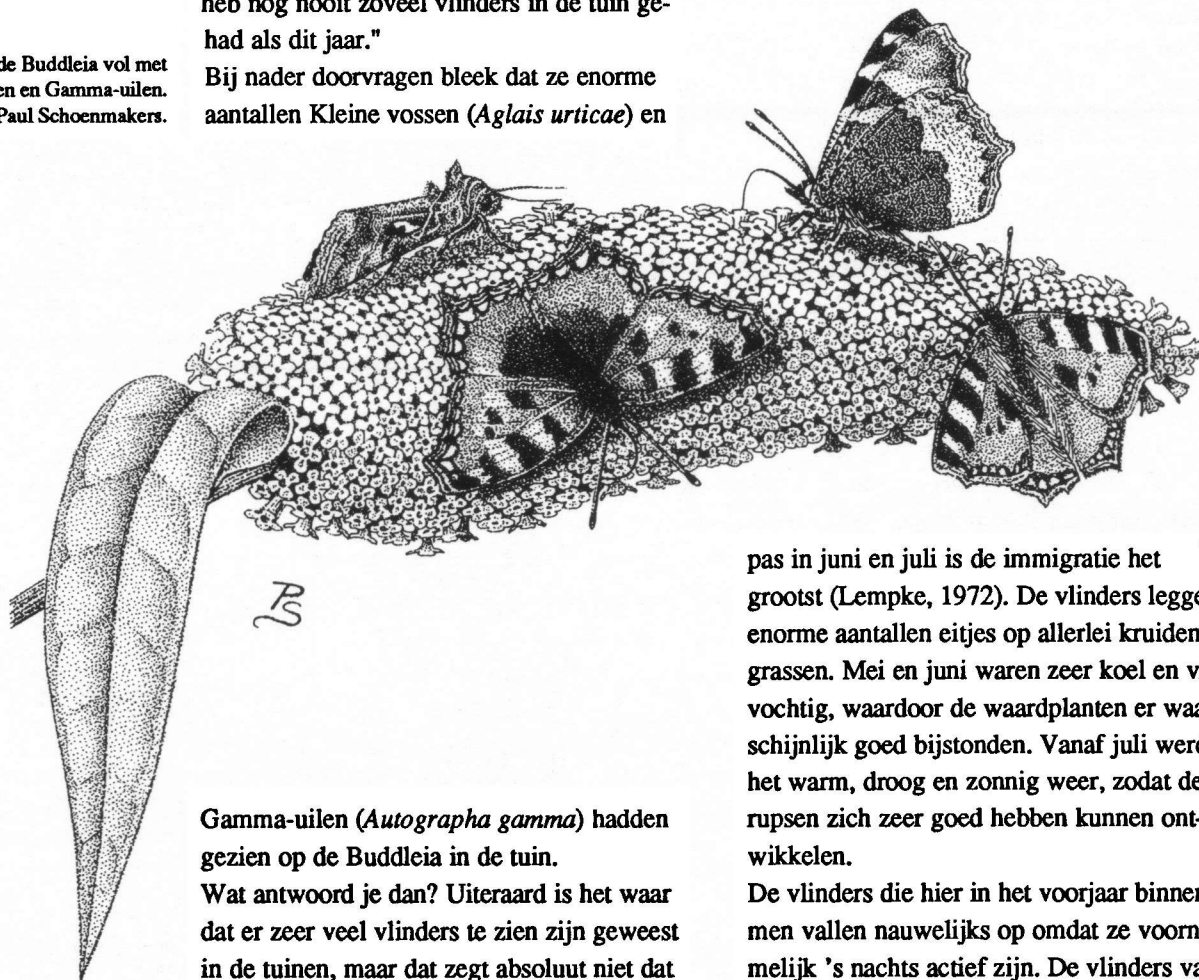 de Buddleia vol met
en en Gamma-uilen.
Paul Schoenmakers.
heb nog nooit zoveel vlinders in de tuin ge-
had als dit jaar."
Bij nader doorvragen bleek dat ze enorme
aantallen Kleine vossen (Aglais urticae) en
PS
Gamma-uilen (Autographa gamma) hadden
gezien op de Buddleia in de tuin.
Wat antwoord je dan? Uiteraard is het waar
dat er zeer veel vlinders te zien zijn geweest
in de tuinen, maar dat zegt absoluut niet dat
pas in juni en juli is de immigratie het
grootst (Lempke, 1972). De vlinders legge
enorme aantallen eitjes op allerlei kruiden
grassen. Mei en juni waren zeer koel en v
vochtig, waardoor de waardplanten er waa
schijnlijk goed bijstonden. Vanaf juli werd
het warm, droog en zonnig weer, zodat de
rupsen zich zeer goed hebben kunnen ont-
wikkelen.
De vlinders die hier in het voorjaar binnen
men vallen nauwelijks op omdat ze voorn
melijk 's nachts actief zijn. De vlinders va